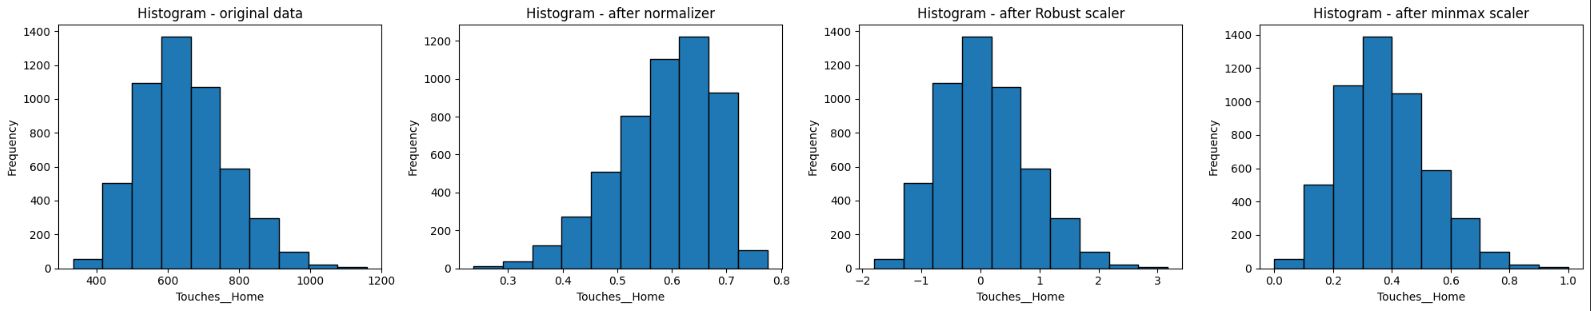 Histogram - original data
1400
1200
1000
800
600
400
200
0
Frequency
400 600 800 1000 1200
Touches__Home
Histogram - after normalizer
1200
1000
800
600
400
200
0
Frequency
0.3 0.4 0.5 0.6 0.7 0.8
Touches__Home
Histogram - after Robust scaler
1400
1200
1000
800
600
400
200
0
Frequency
−2 −1 0 1 2 3
Touches__Home
Histogram - after minmax scaler
1400
1200
1000
800
600
400
200
0
Frequency
0.0 0.2 0.4 0.6 0.8 1.0
Touches__Home